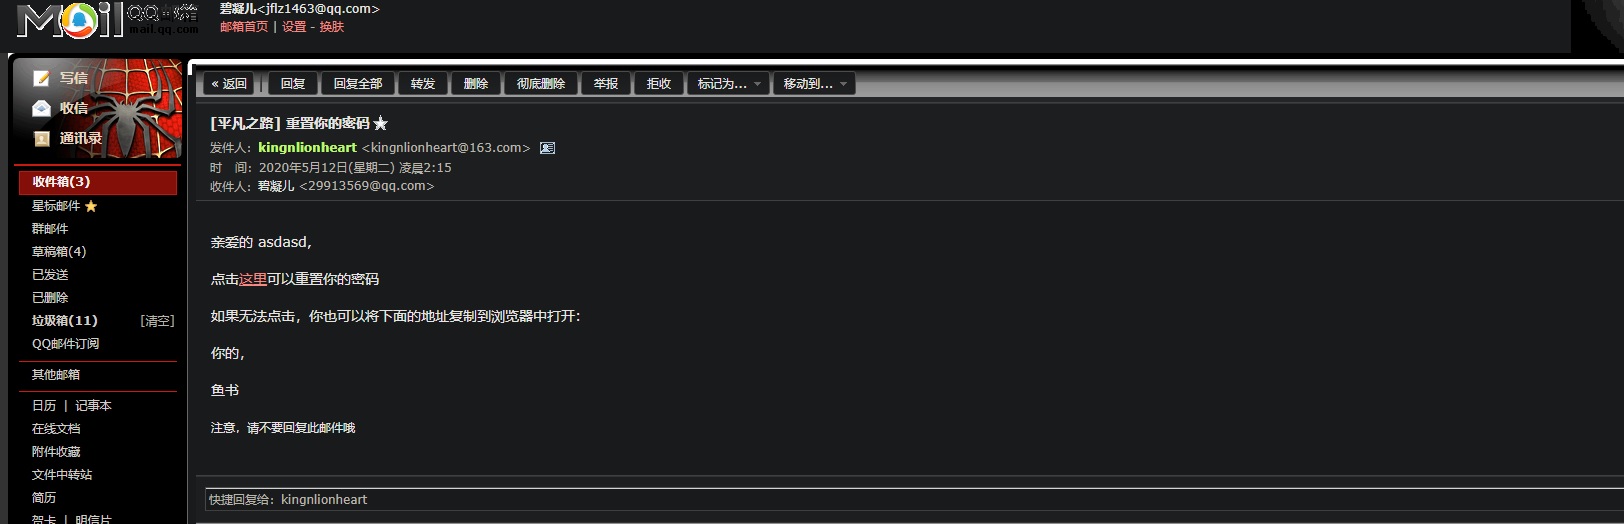 Mail QQ邮箱
mail.qq.com
碧凝儿<jflz1463@qq.com>
邮箱首页 | 设置 - 换肤
写信
收信
通讯录
收件箱(3)
星标邮件
群邮件
草稿箱(4)
已发送
已删除
垃圾箱(11) [清空]
QQ邮件订阅
其他邮箱
日历 | 记事本
在线文档
附件收藏
文件中转站
简历
贺卡 | 明信片
« 返回 | 回复 回复全部 转发 删除 彻底删除 举报 拒收 标记为... 移动到...
[平凡之路] 重置你的密码
发件人: kingnlionheart <kingnlionheart@163.com>
时 间: 2020年5月12日(星期二) 凌晨2:15
收件人: 碧凝儿 <29913569@qq.com>
亲爱的 asdasd,
点击这里可以重置你的密码
如果无法点击，你也可以将下面的地址复制到浏览器中打开:
你的,
鱼书
注意，请不要回复此邮件哦
快捷回复给: kingnlionheart